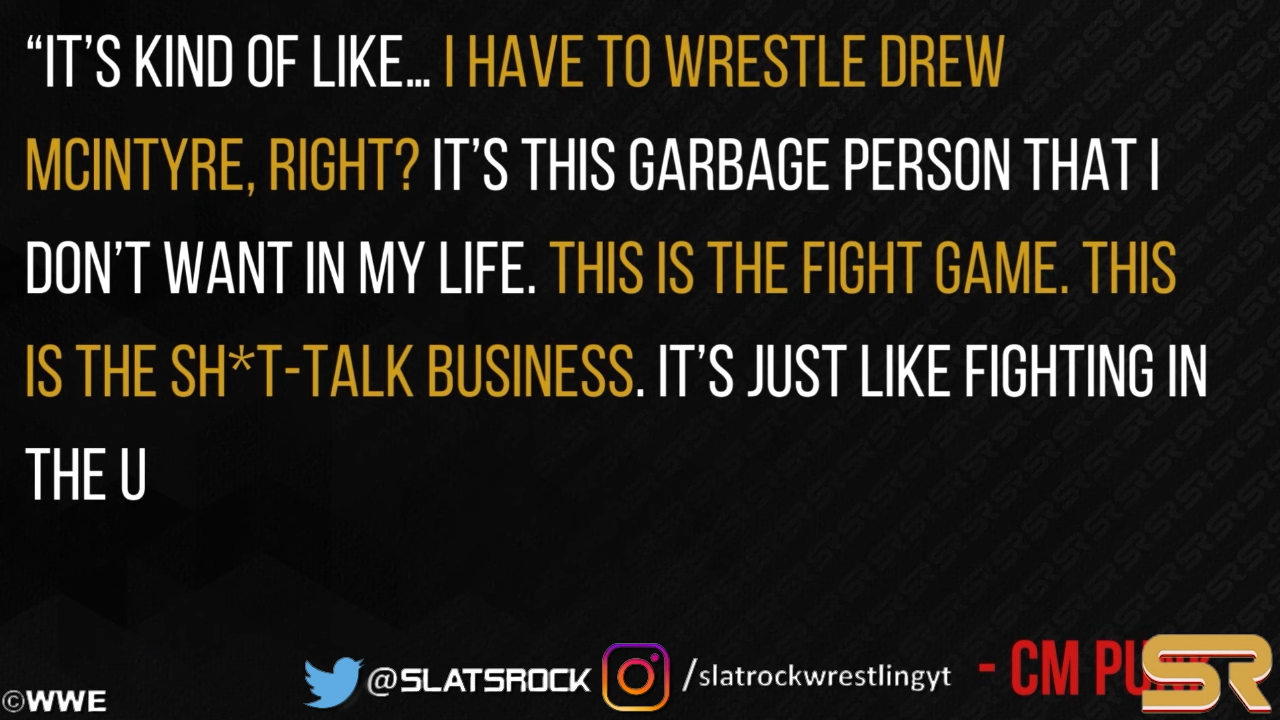 “IT’S KIND OF LIKE… I HAVE TO WRESTLE DREW
MCINTYRE, RIGHT? IT’S THIS GARBAGE PERSON THAT I
DON’T WANT IN MY LIFE. THIS IS THE FIGHT GAME. THIS
IS THE SH*T-TALK BUSINESS. IT’S JUST LIKE FIGHTING IN
THE U
©WWE
@SLATSROCK
/slatrockwrestlingyt
- CM
SR